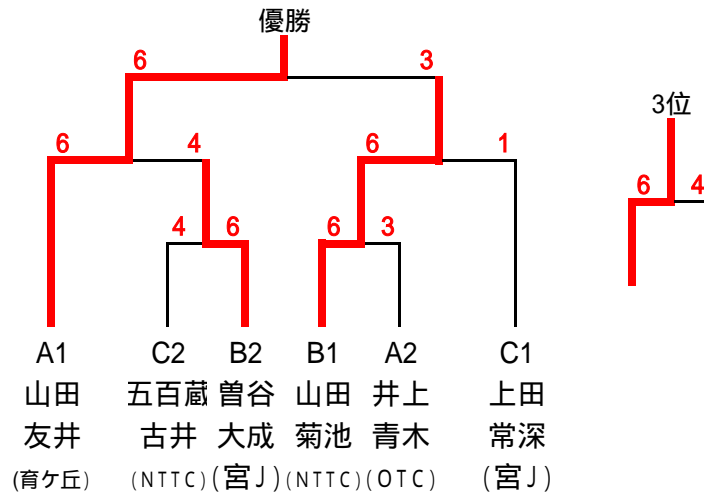 優勝
6 3
3位
6 4 6 1
6 4
4 6 6 3
A1 C2 B2 B1 A2 C1
山田 五百蔵 曽谷 山田 井上 上田
友井 古井 大成 菊池 青木 常深
(育ケ丘) (NTTC) (宮J) (NTTC) (OTC) (宮J)